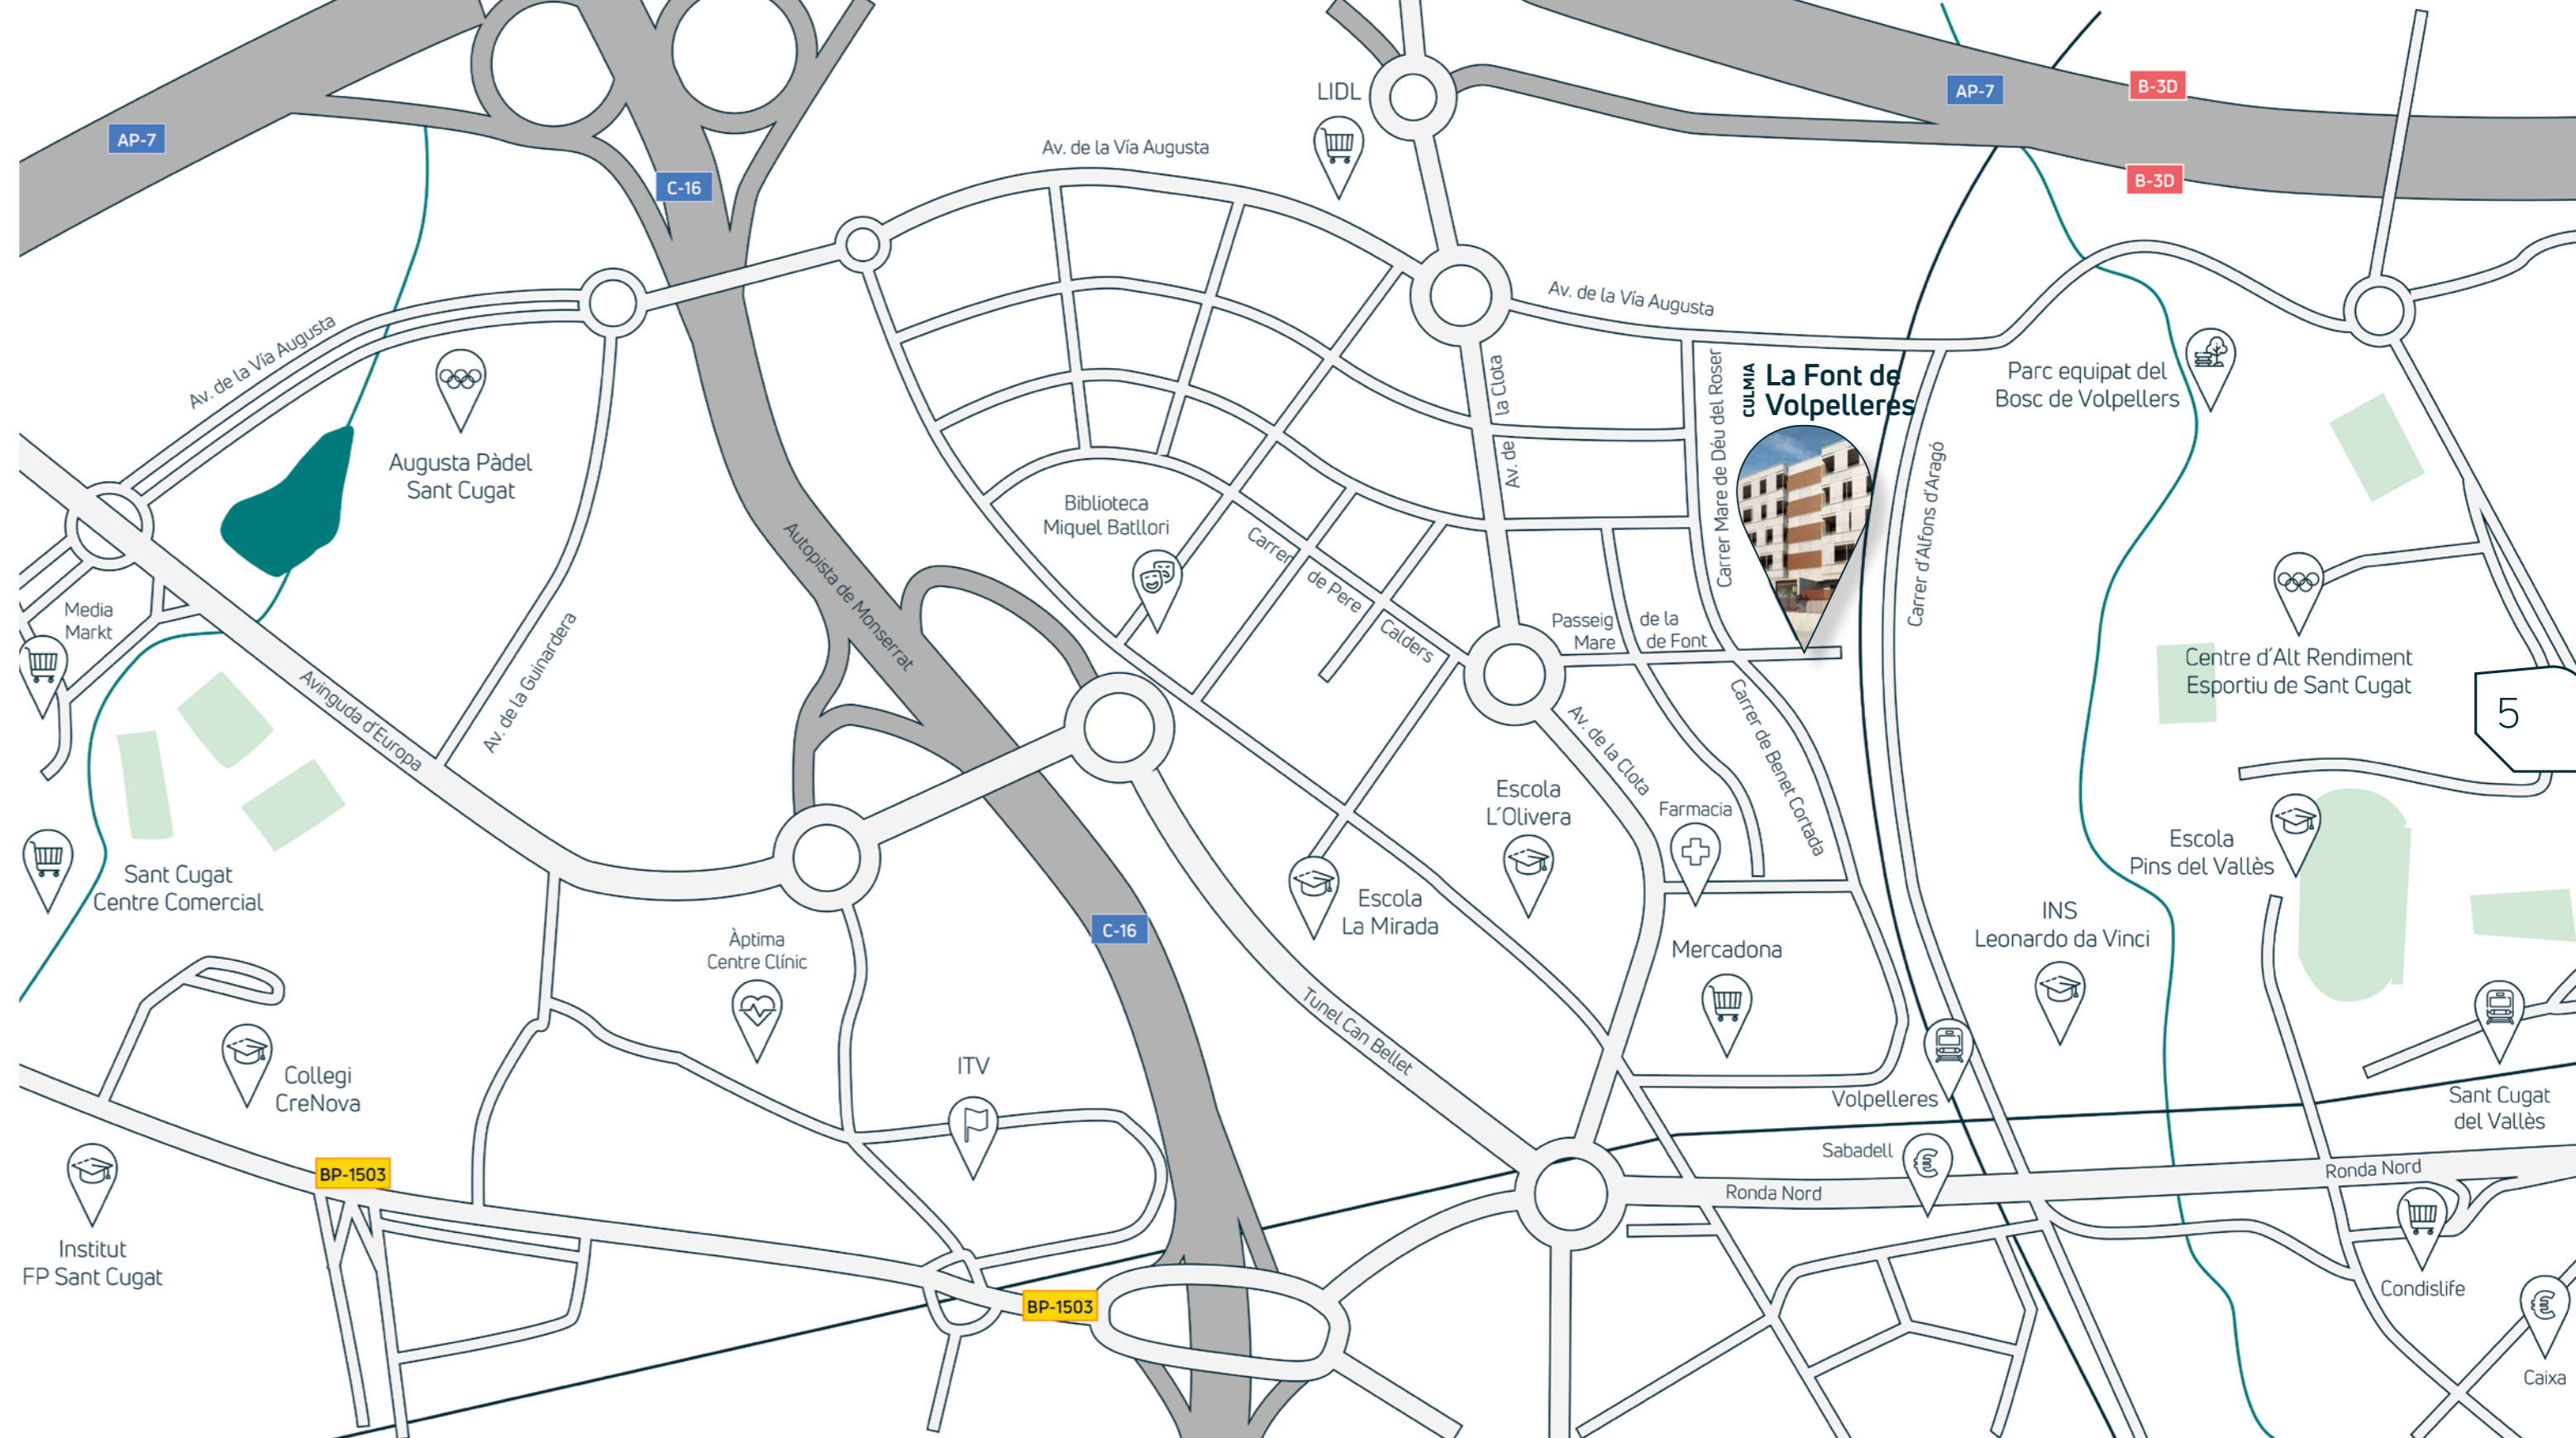 LIDL
AP-7
B-3D
AP-7
Av. de la Vía Augusta
C-16
B-3D
Av. de la Vía Augusta
Av. de la Vía Augusta
CULMIA
La Font de
Volpelleres
Parc equipat del
Bosc de Volpellers
Av. de la Clota
Carrer Mare de Déu del Roser
Carrer d'Alfons d'Aragó
Augusta Pàdel
Sant Cugat
Biblioteca
Miquel Batllori
Autopista de Monserrat
Carrer de Pere Calders
Media
Markt
Passeig de la
Mare de Font
Centre d'Alt Rendiment
Esportiu de Sant Cugat
5
Avinguda d'Europa
Av. de la Guinardera
Av. de la Clota
Carrer de Benet Cortada
Escola
L'Olivera
Farmacia
Escola
Pins del Vallès
Sant Cugat
Centre Comercial
Escola
La Mirada
C-16
INS
Leonardo da Vinci
Àptima
Centre Clínic
Mercadona
Tunel Can Bellet
ITV
Collegi
CreNova
Volpelleres
Sant Cugat
del Vallès
Sabadell
BP-1503
Ronda Nord
Ronda Nord
Institut
FP Sant Cugat
Condislife
BP-1503
Caixa